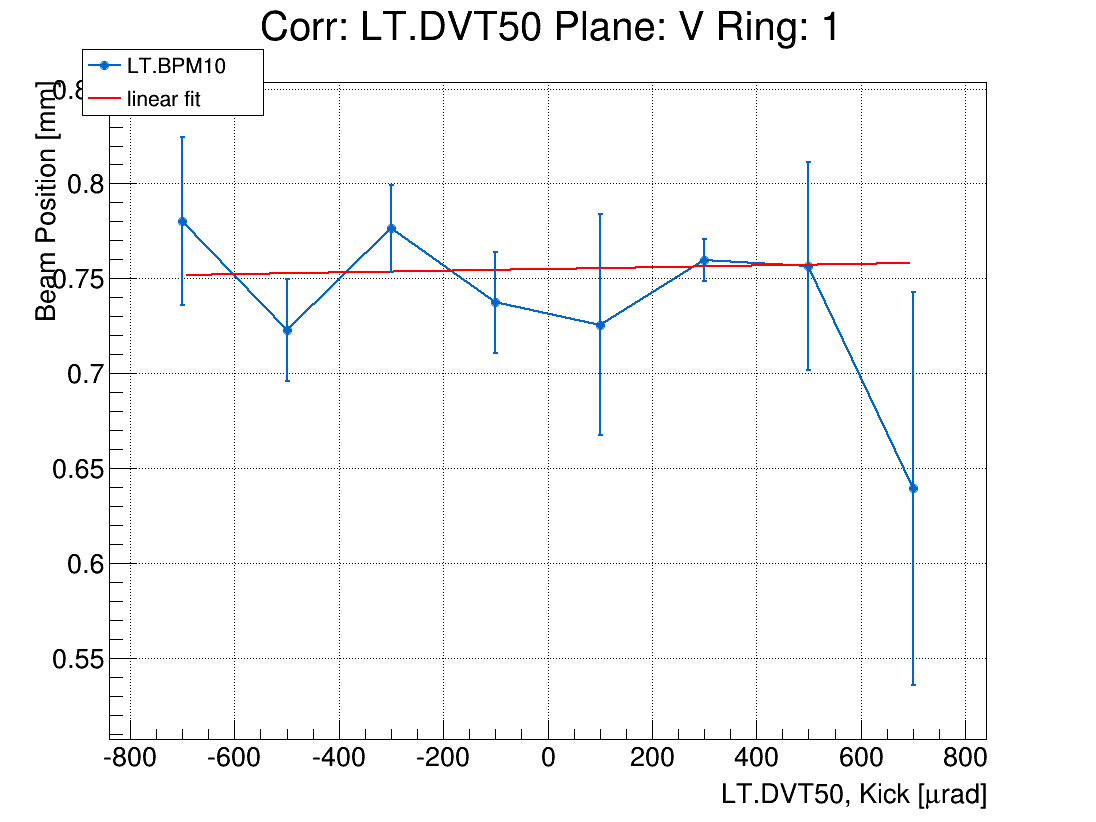 Corr: LT.DVT50 Plane: V Ring: 1
LT.BPM10
linear fit
Beam Position [mm]
0.8
0.75
0.7
0.65
0.6
0.55
-800 -600 -400 -200 0 200 400 600 800
LT.DVT50, Kick [μrad]